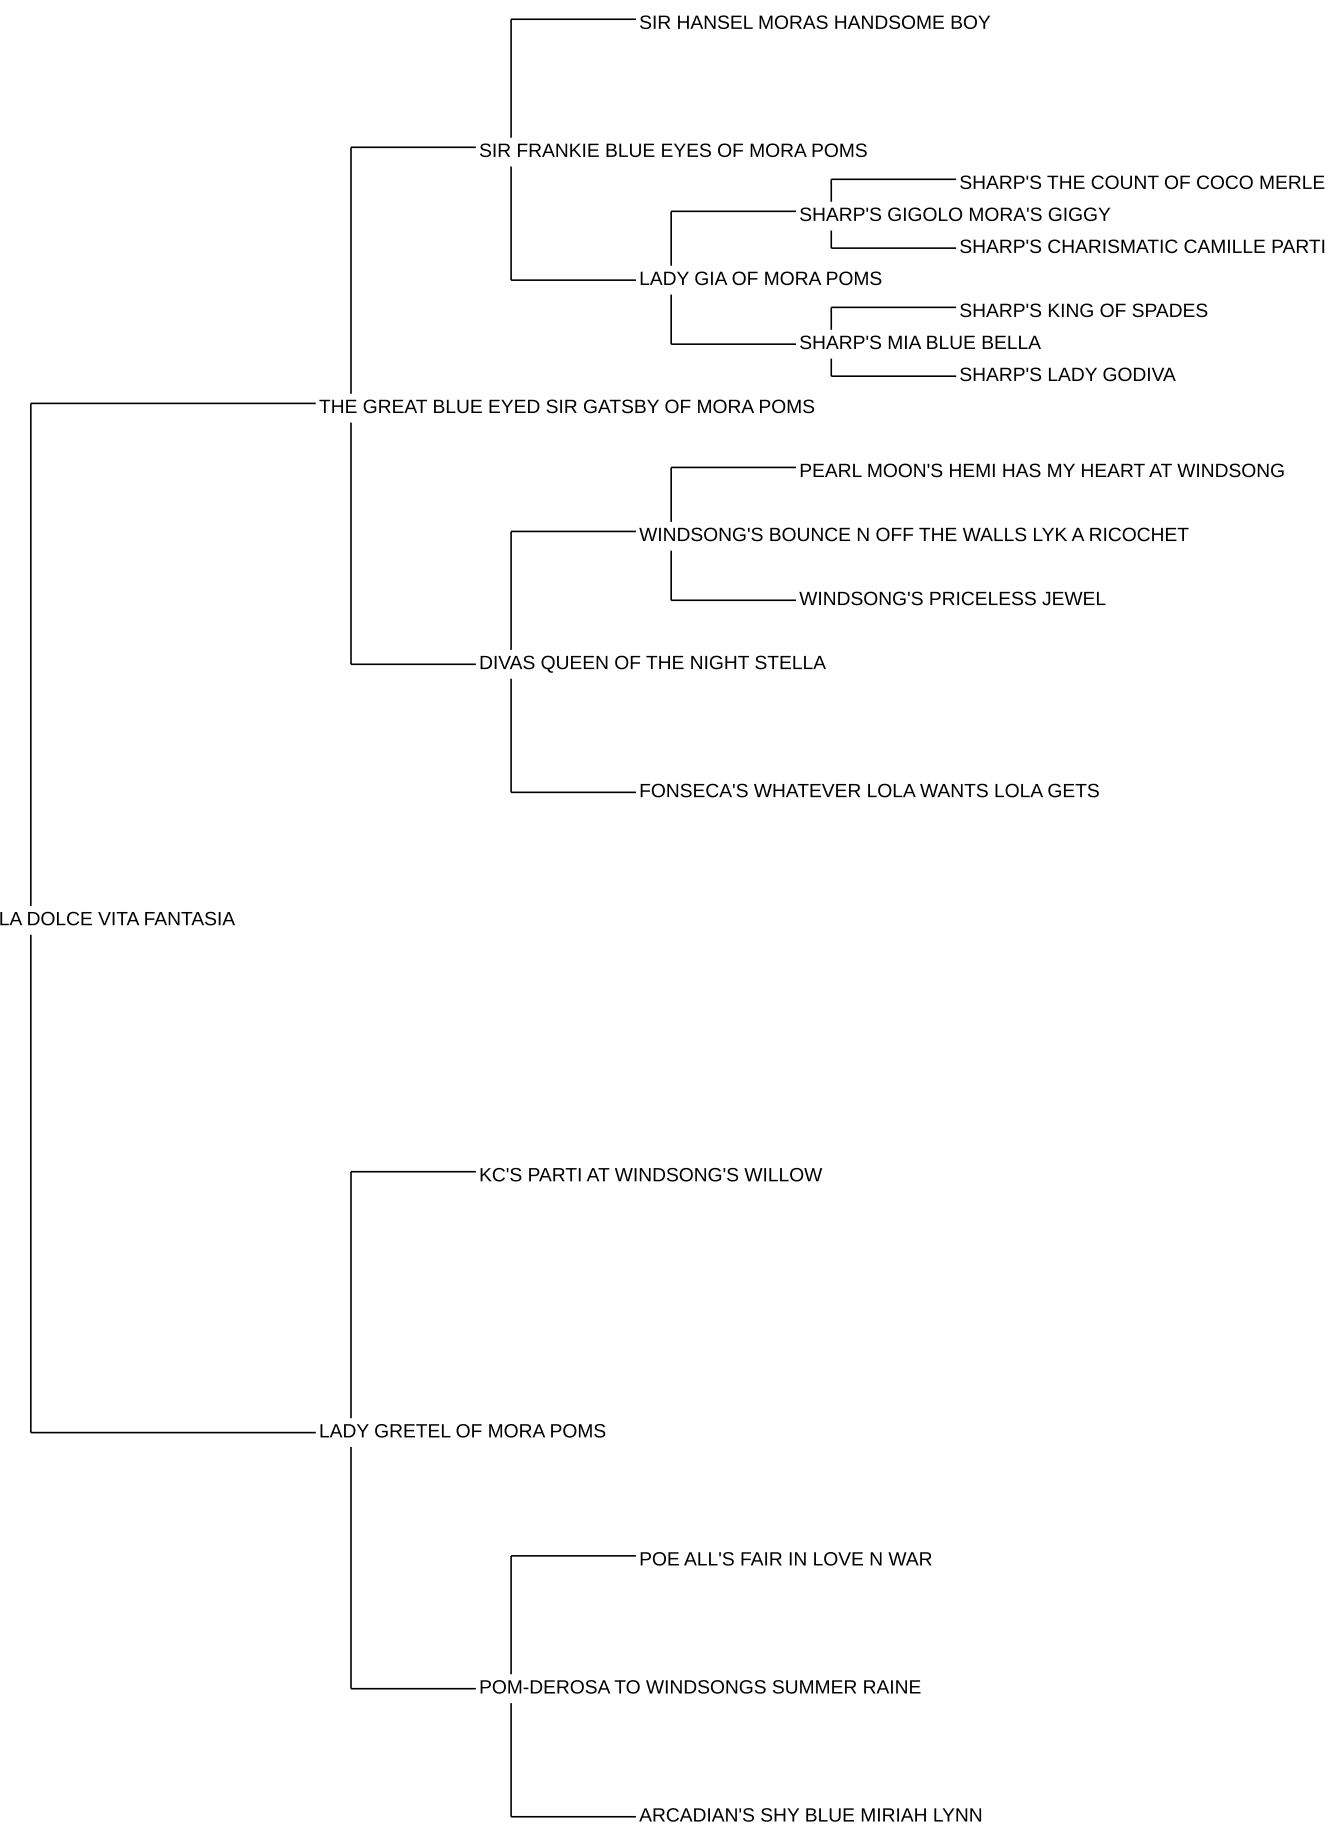 SIR HANSEL MORAS HANDSOME BOY
SIR FRANKIE BLUE EYES OF MORA POMS
SHARP'S THE COUNT OF COCO MERLE
SHARP'S GIGOLO MORA'S GIGGY
SHARP'S CHARISMATIC CAMILLE PARTI
LADY GIA OF MORA POMS
SHARP'S KING OF SPADES
SHARP'S MIA BLUE BELLA
SHARP'S LADY GODIVA
THE GREAT BLUE EYED SIR GATSBY OF MORA POMS
PEARL MOON'S HEMI HAS MY HEART AT WINDSONG
WINDSONG'S BOUNCE N OFF THE WALLS LYK A RICOCHET
WINDSONG'S PRICELESS JEWEL
DIVAS QUEEN OF THE NIGHT STELLA
FONSECA'S WHATEVER LOLA WANTS LOLA GETS
LA DOLCE VITA FANTASIA
KC'S PARTI AT WINDSONG'S WILLOW
LADY GRETEL OF MORA POMS
POE ALL'S FAIR IN LOVE N WAR
POM-DEROSA TO WINDSONGS SUMMER RAINE
ARCADIAN'S SHY BLUE MIRIAH LYNN